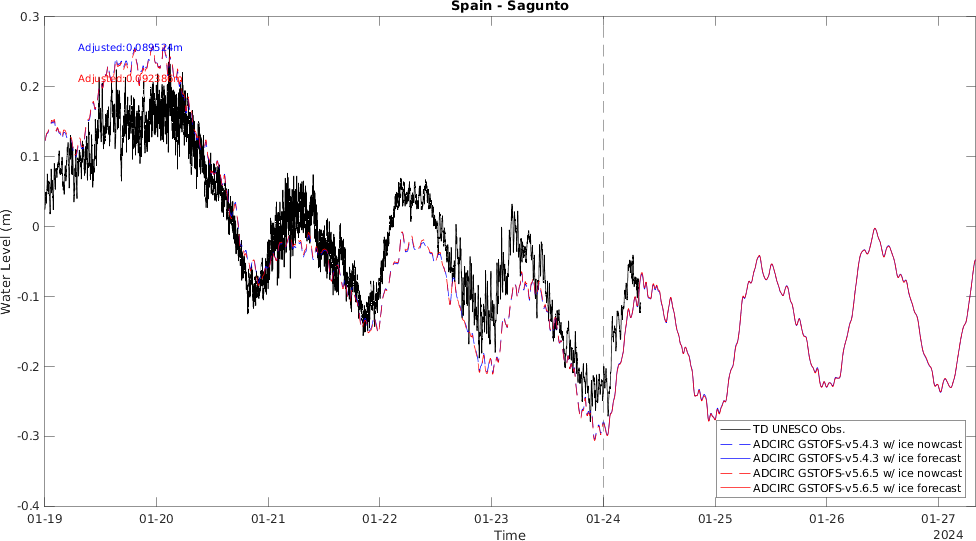 Spain - Sagunto
0.3
0.2
0.1
0
-0.1
-0.2
-0.3
-0.4
Water Level (m)
Adjusted:0.089524m
TD UNESCO Obs.
ADCIRC GSTOFS-v5.4.3 w/ ice nowcast
ADCIRC GSTOFS-v5.4.3 w/ ice forecast
ADCIRC GSTOFS-v5.6.5 w/ ice nowcast
ADCIRC GSTOFS-v5.6.5 w/ ice forecast
01-19 01-20 01-21 01-22 01-23 01-24 01-25 01-26 01-27
Time
2024